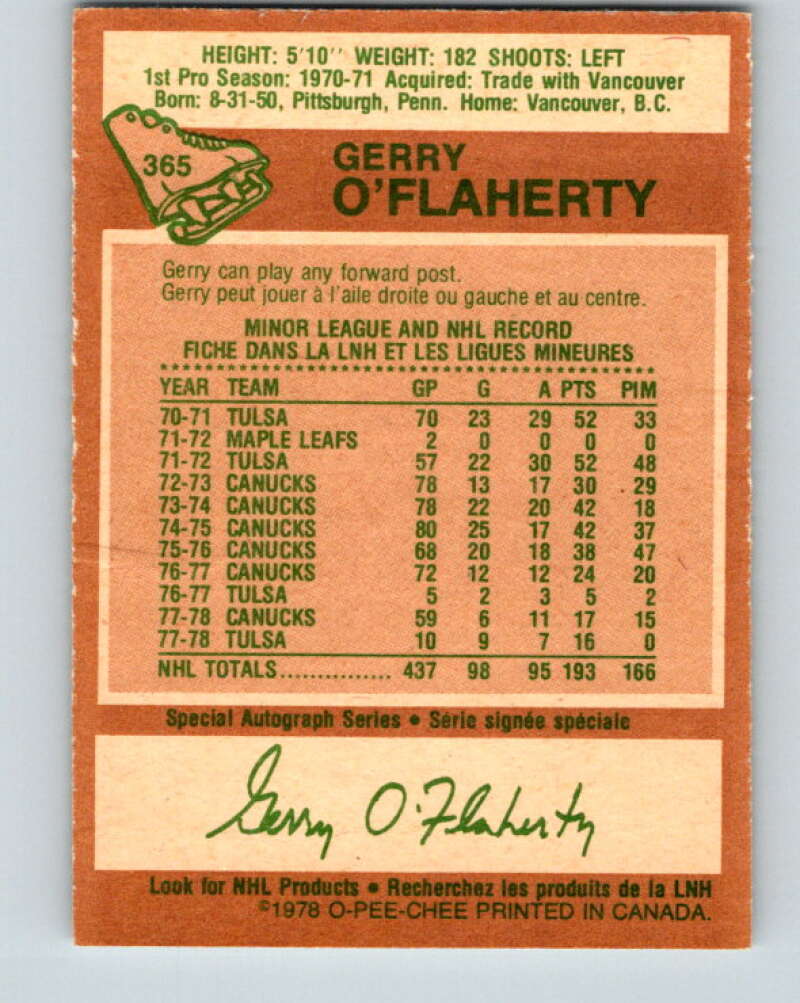 HEIGHT: 5'10'' WEIGHT: 182 SHOOTS: LEFT
1st Pro Season: 1970-71 Acquired: Trade with Vancouver
Born: 8-31-50, Pittsburgh, Penn. Home: Vancouver, B.C.
365
GERRY
O'FLAHERTY
Gerry can play any forward post.
Gerry peut jouer à l'aile droite ou gauche et au centre.
MINOR LEAGUE AND NHL RECORD
FICHE DANS LA LNH ET LES LIGUES MINEURES
YEAR TEAM GP G A PTS PIM
70-71 TULSA 70 23 29 52 33
71-72 MAPLE LEAFS 2 0 0 0 0
71-72 TULSA 57 22 30 52 48
72-73 CANUCKS 78 13 17 30 29
73-74 CANUCKS 78 22 20 42 18
74-75 CANUCKS 80 25 17 42 37
75-76 CANUCKS 68 20 18 38 47
76-77 CANUCKS 72 12 12 24 20
76-77 TULSA 5 2 3 5 2
77-78 CANUCKS 59 6 11 17 15
77-78 TULSA 10 9 7 16 0
NHL TOTALS............... 437 98 95 193 166
Special Autograph Series • Série signée spéciale
Gerry O'Flaherty
Look for NHL Products • Recherchez les produits de la LNH
©1978 O-PEE-CHEE PRINTED IN CANADA.